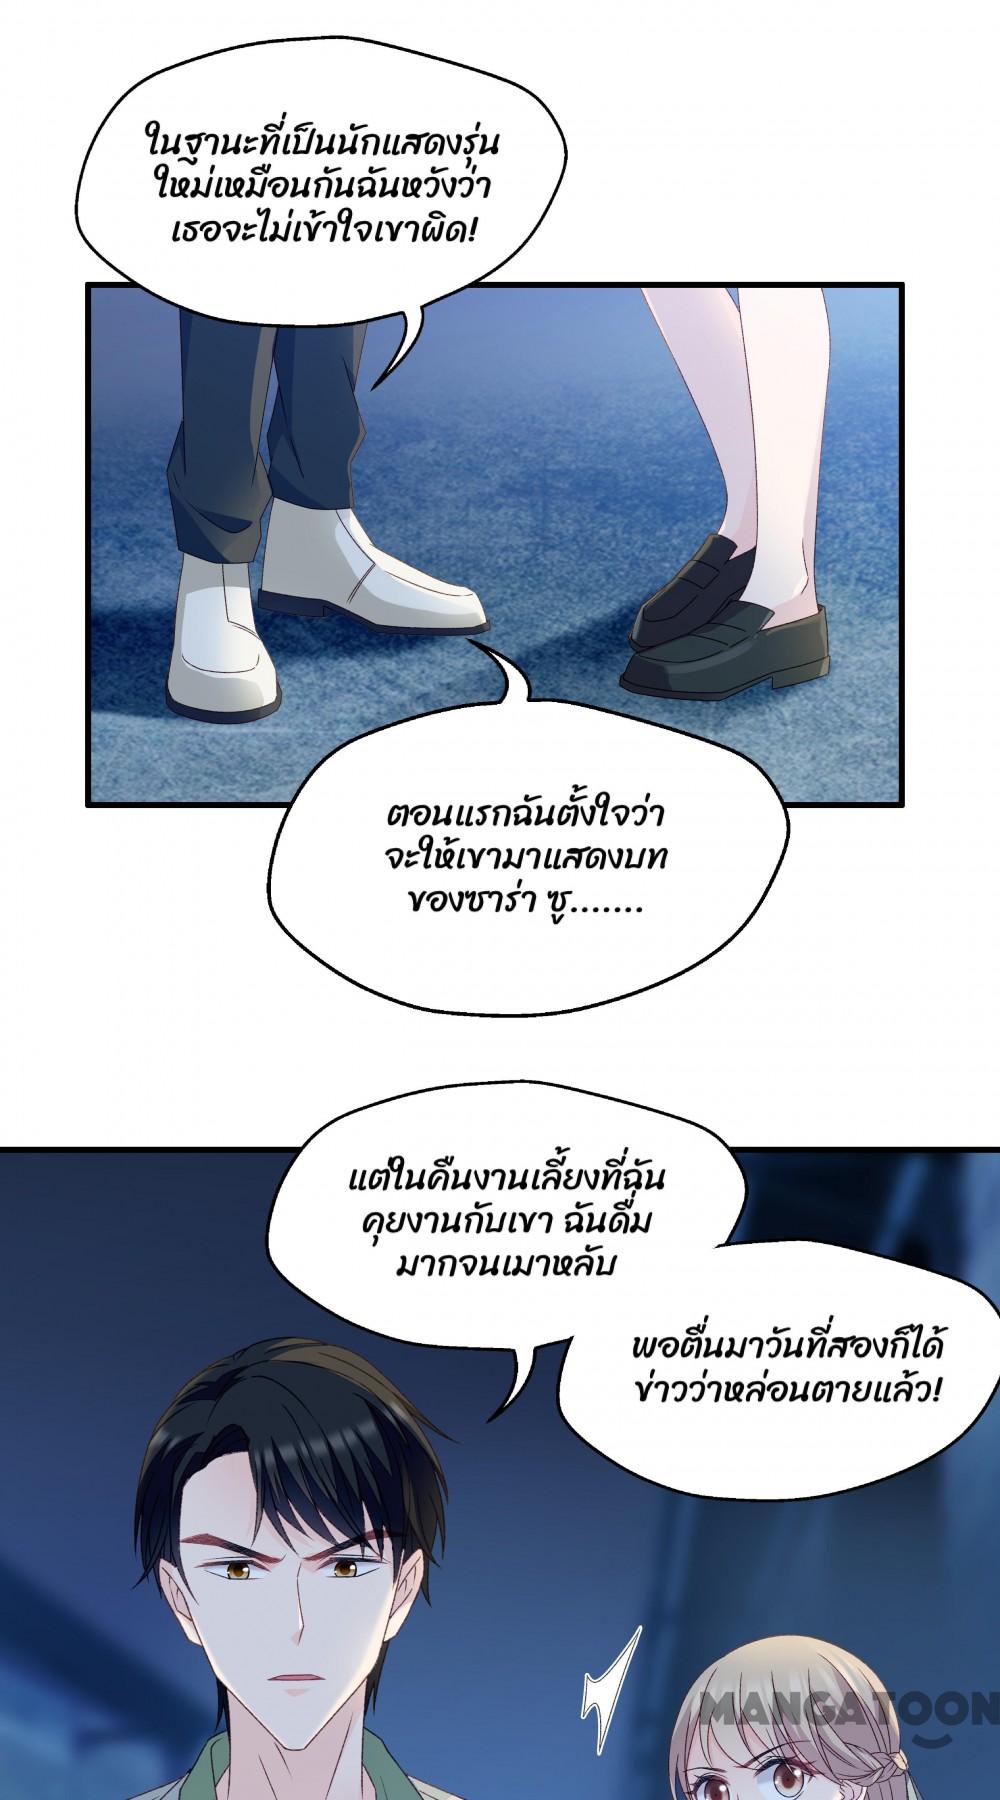 ในฐานะที่เป็นนักแสดงรุ่น
ใหม่เหมือนกันฉันหวังว่า
เธอจะไม่เข้าใจเขาผิด!
ตอนแรกฉันตั้งใจว่า
จะให้เขามาแสดงบท
ของซาร่า ซู.......
แต่ในคืนงานเลี้ยงที่ฉัน
คุยงานกับเขา ฉันดื่ม
มากจนเมาหลับ
พอตื่นมาวันที่สองก็ได้
ข่าวว่าหล่อนตายแล้ว!
MANGATOON